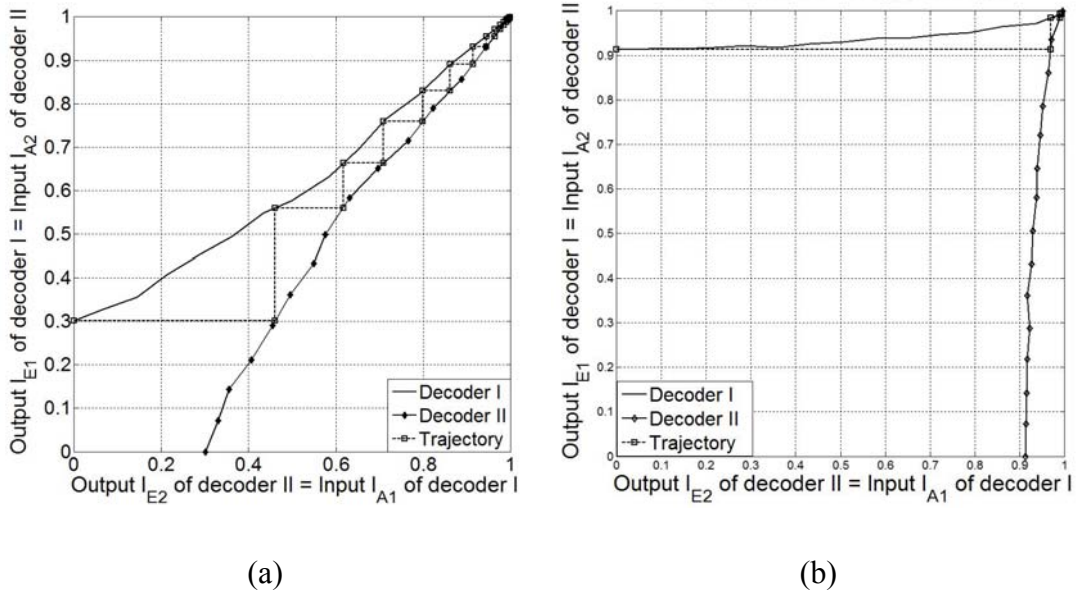 Output I_E1 of decoder I = Input I_A2 of decoder II
1
0.9
0.8
0.7
0.6
0.5
0.4
0.3
0.2
0.1
0
0 0.2 0.4 0.6 0.8 1
Output I_E2 of decoder II = Input I_A1 of decoder I
Decoder I
Decoder II
Trajectory
(a)
Output I_E1 of decoder I = Input I_A2 of decoder II
1
0.9
0.8
0.7
0.6
0.5
0.4
0.3
0.2
0.1
0
0 0.1 0.2 0.3 0.4 0.5 0.6 0.7 0.8 0.9 1
Output I_E2 of decoder II = Input I_A1 of decoder I
Decoder I
Decoder II
Trajectory
(b)